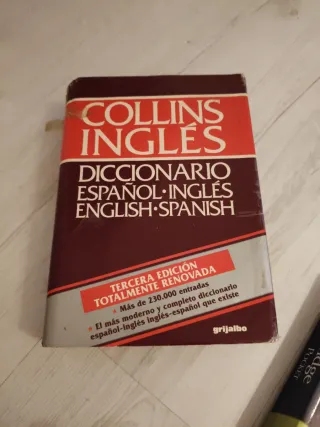 COLLINS
INGLÉS
DICCIONARIO
ESPAÑOL·INGLÉS
ENGLISH·SPANISH
TERCERA EDICIÓN
TOTALMENTE RENOVADA
* Más de 230.000 entradas
* El más moderno y completo diccionario
español-inglés inglés-español que existe
grijalbo
Pocket